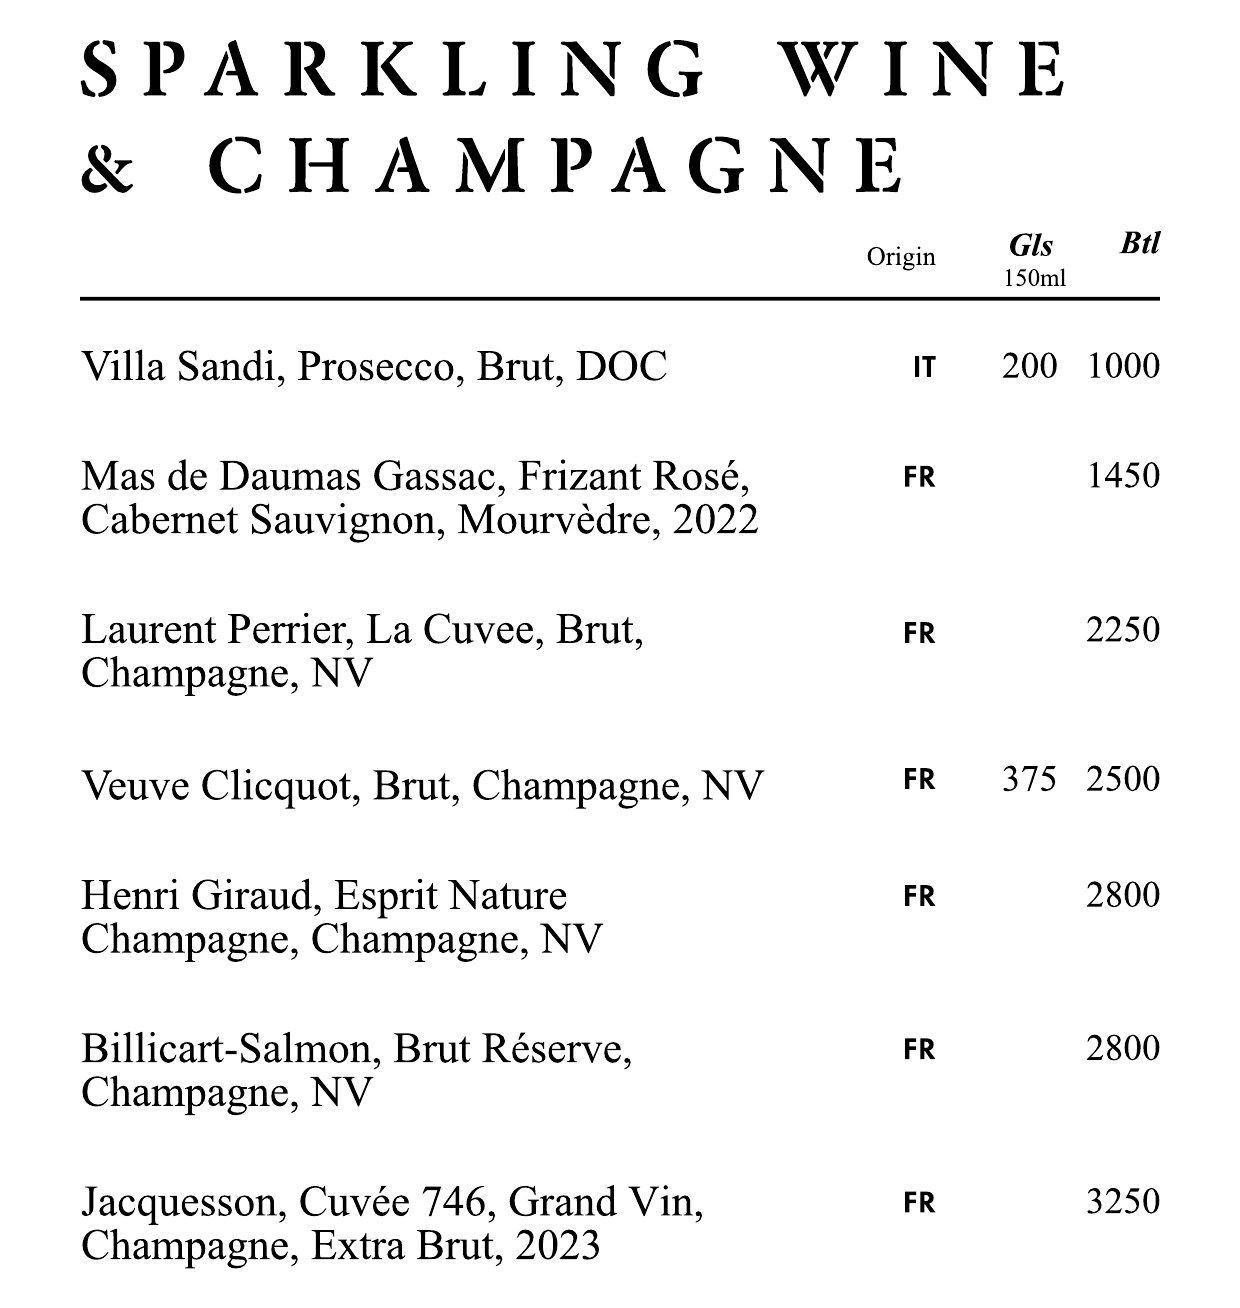 SPARKLING WINE
& CHAMPAGNE
Origin Gls Btl
150ml
Villa Sandi, Prosecco, Brut, DOC IT 200 1000
Mas de Daumas Gassac, Frizant Rosé, FR 1450
Cabernet Sauvignon, Mourvèdre, 2022
Laurent Perrier, La Cuvee, Brut, FR 2250
Champagne, NV
Veuve Clicquot, Brut, Champagne, NV FR 375 2500
Henri Giraud, Esprit Nature FR 2800
Champagne, Champagne, NV
Billicart-Salmon, Brut Réserve, FR 2800
Champagne, NV
Jacquesson, Cuvée 746, Grand Vin, FR 3250
Champagne, Extra Brut, 2023